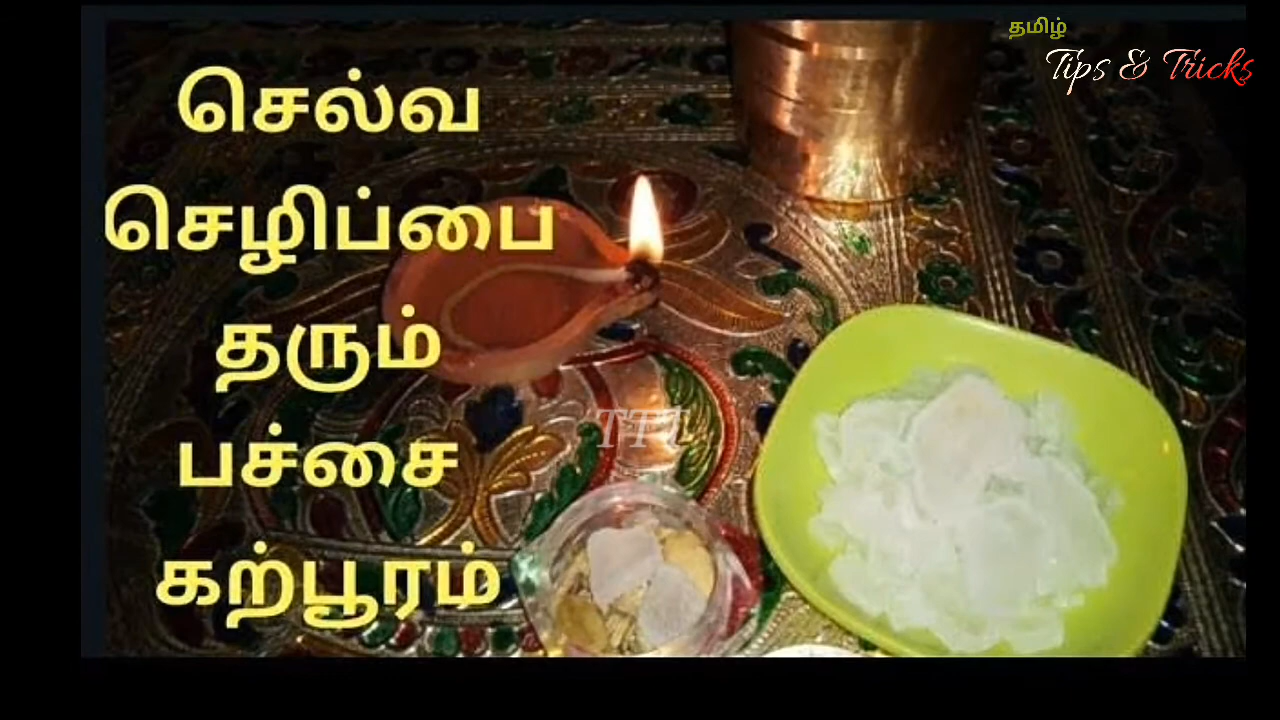 தமிழ்
Tips & Tricks
செல்வ
செழிப்பை
தரும்
பச்சை
கற்பூரம்
TTT